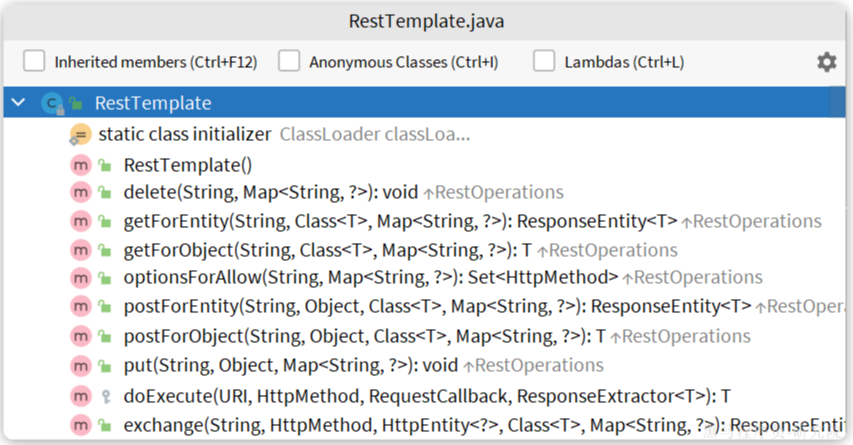 RestTemplate.java
Inherited members (Ctrl+F12) Anonymous Classes (Ctrl+I) Lambdas (Ctrl+L)
RestTemplate
static class initializer ClassLoader classLoa...
RestTemplate()
delete(String, Map<String, ?>): void ↑RestOperations
getForEntity(String, Class<T>, Map<String, ?>): ResponseEntity<T> ↑RestOperations
getForObject(String, Class<T>, Map<String, ?>): T ↑RestOperations
optionsForAllow(String, Map<String, ?>): Set<HttpMethod> ↑RestOperations
postForEntity(String, Object, Class<T>, Map<String, ?>): ResponseEntity<T> ↑RestOper
postForObject(String, Object, Class<T>, Map<String, ?>): T ↑RestOperations
put(String, Object, Map<String, ?>): void ↑RestOperations
doExecute(URI, HttpMethod, RequestCallback, ResponseExtractor<T>): T
exchange(String, HttpMethod, HttpEntity<?>, Class<T>, Map<String, ?>): ResponseEnti